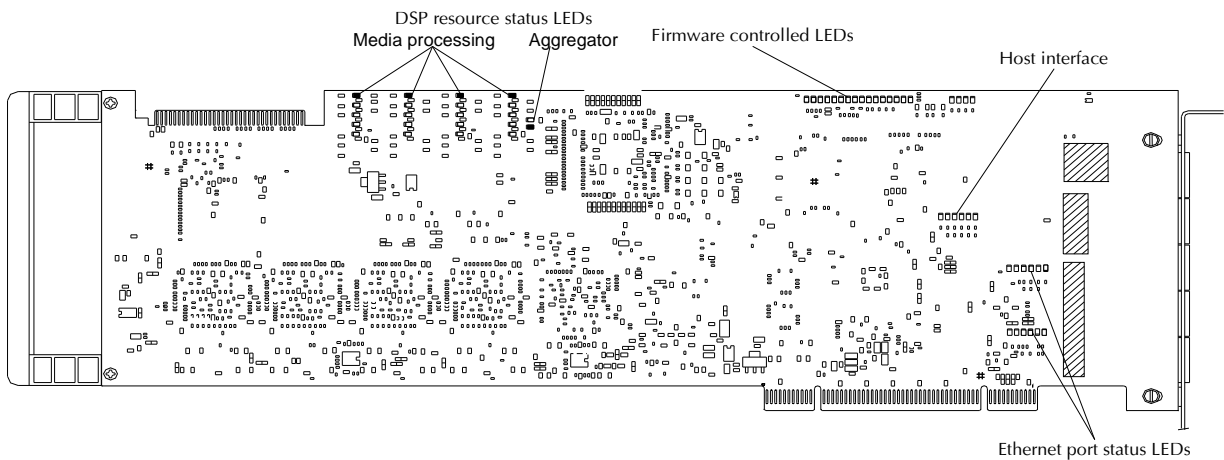 DSP resource status LEDs
Media processing
Aggregator
Firmware controlled LEDs
Host interface
Ethernet port status LEDs